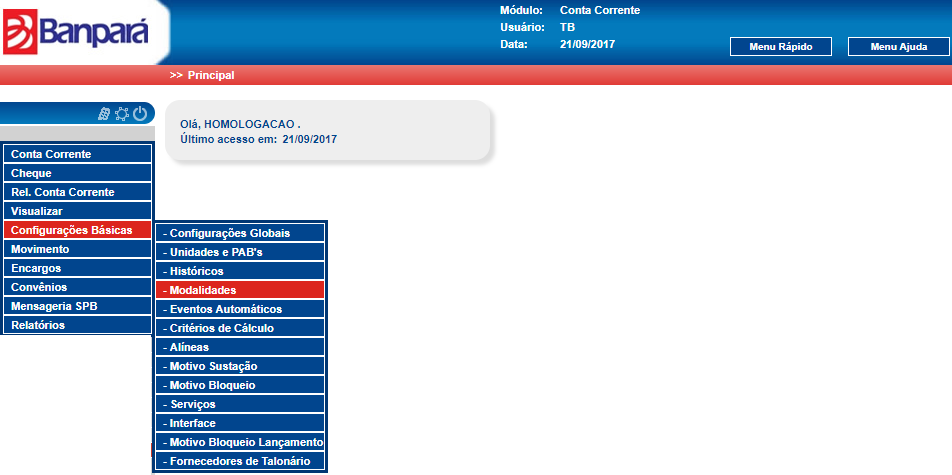 Banpará
Módulo: Conta Corrente
Usuário: TB
Data: 21/09/2017
Menu Rápido
Menu Ajuda
>> Principal
Olá, HOMOLOGACAO .
Último acesso em: 21/09/2017
Conta Corrente
Cheque
Rel. Conta Corrente
Visualizar
Configurações Básicas
Movimento
Encargos
Convênios
Mensageria SPB
Relatórios
- Configurações Globais
- Unidades e PAB's
- Históricos
- Modalidades
- Eventos Automáticos
- Critérios de Cálculo
- Alíneas
- Motivo Sustação
- Motivo Bloqueio
- Serviços
- Interface
- Motivo Bloqueio Lançamento
- Fornecedores de Talonário